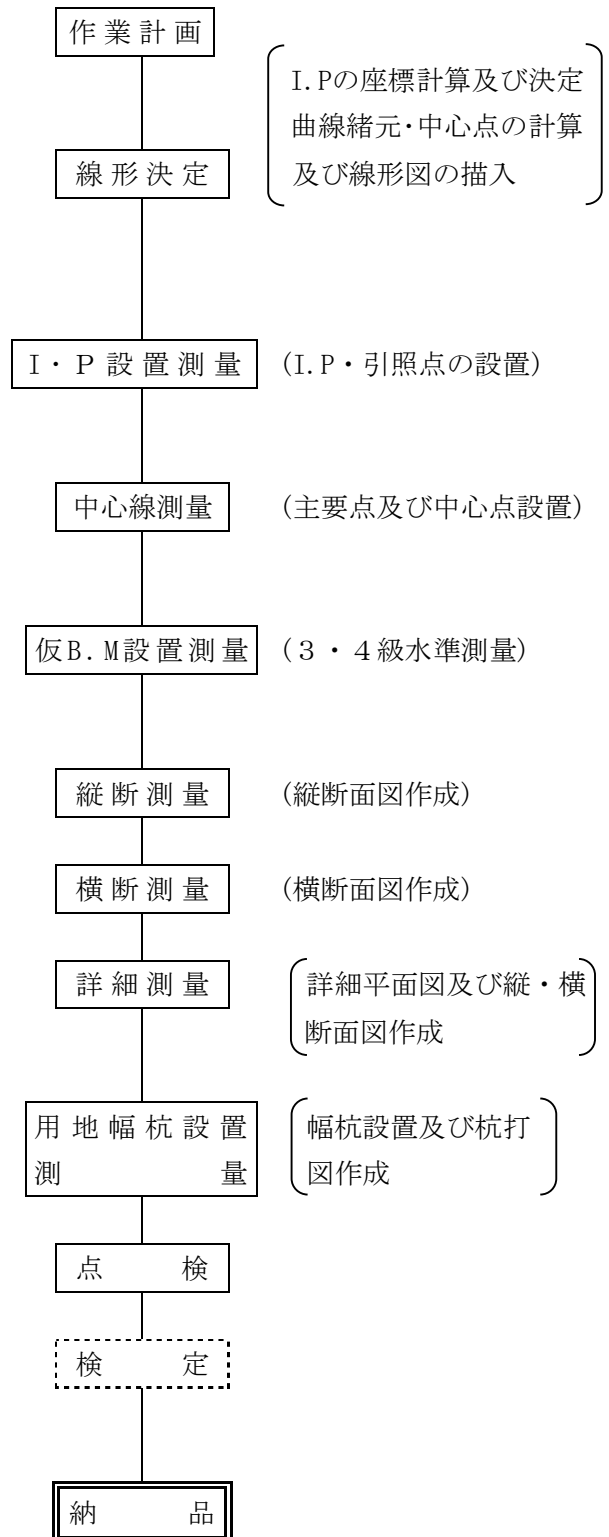 作業計画
I.Pの座標計算及び決定
曲線緒元・中心点の計算
及び線形図の描入
線形決定
I・P設置測量
(I.P・引照点の設置)
中心線測量
(主要点及び中心点設置)
仮B.M設置測量
(3・4級水準測量)
縦断測量
(縦断面図作成)
横断測量
(横断面図作成)
詳細測量
詳細平面図及び縦・横
断面図作成
用地幅杭設置
測量
幅杭設置及び杭打
図作成
点検
検定
納品